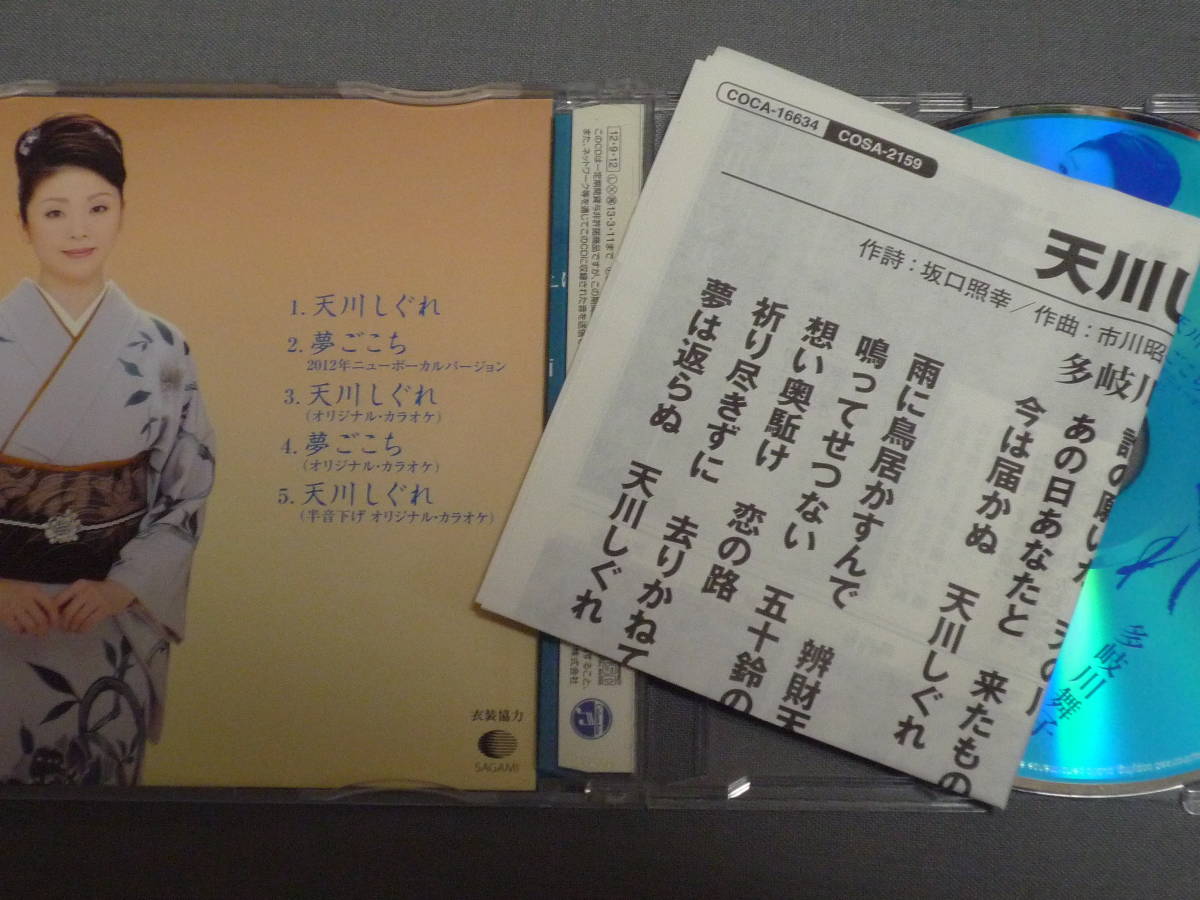 1. 天川しぐれ
2. 夢ごこち
2012年ニューボーカルバージョン
3. 天川しぐれ
(オリジナル・カラオケ)
4. 夢ごこち
(オリジナル・カラオケ)
5. 天川しぐれ
(半音下げ オリジナル・カラオケ)
衣装協力
SAGAMI
COCA-16634
COSA-2159
天川し
作詩：坂口照幸／作曲：市川昭
多岐川
あの日あなたと 来たもの
今は届かぬ 天川しぐれ
雨に鳥居かすんで 辨財天
鳴ってせつない 五十鈴の
想い奥駈け 恋の路
祈り尽きずに 去りかねて
夢は返らぬ 天川しぐれ
多岐川舞子